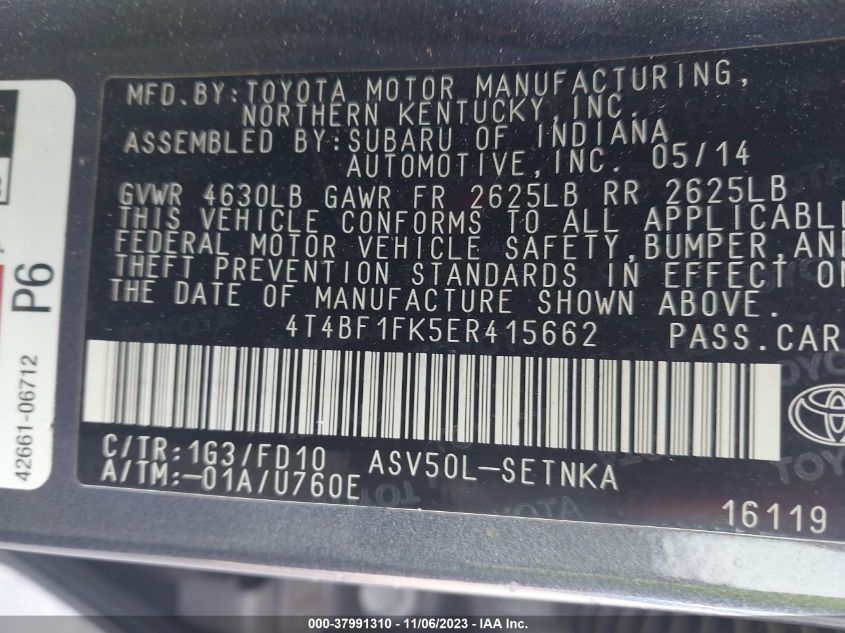 MFD.BY:TOYOTA MOTOR MANUFACTURING,
NORTHERN KENTUCKY,INC.
ASSEMBLED BY:SUBARU OF INDIANA
AUTOMOTIVE,INC. 05/14
GVWR 4630LB GAWR FR 2625LB RR 2625LB
THIS VEHICLE CONFORMS TO ALL APPLICABLE
FEDERAL MOTOR VEHICLE SAFETY,BUMPER,AND
THEFT PREVENTION STANDARDS IN EFFECT ON
THE DATE OF MANUFACTURE SHOWN ABOVE.
4T4BF1FK5ER415662 PASS.CAR
C/TR:1G3/FD10 ASV50L-SETNKA
A/TM:-01A/U760E
16119
P6
42661-06712
TOYOTA
000-37991310 - 11/06/2023 - IAAI.COM